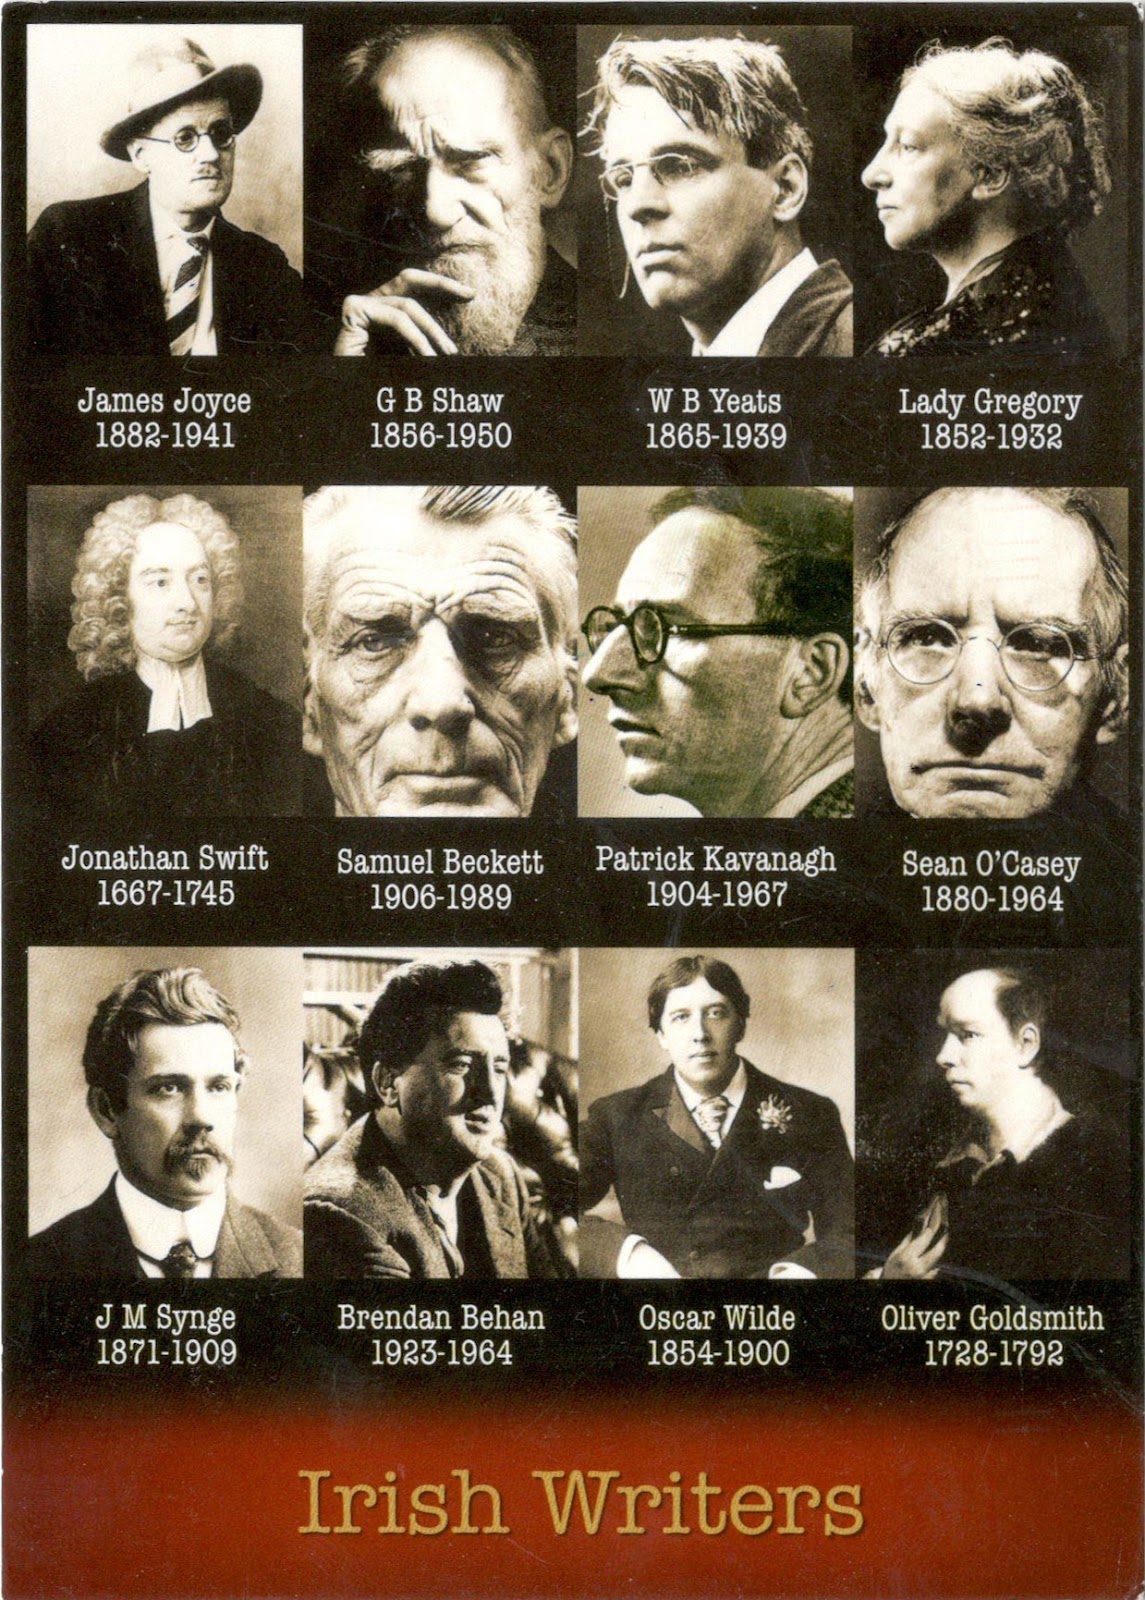 James Joyce
1882-1941
G B Shaw
1856-1950
W B Yeats
1865-1939
Lady Gregory
1852-1932
Jonathan Swift
1667-1745
Samuel Beckett
1906-1989
Patrick Kavanagh
1904-1967
Sean O'Casey
1880-1964
J M Synge
1871-1909
Brendan Behan
1923-1964
Oscar Wilde
1854-1900
Oliver Goldsmith
1728-1792
Irish Writers